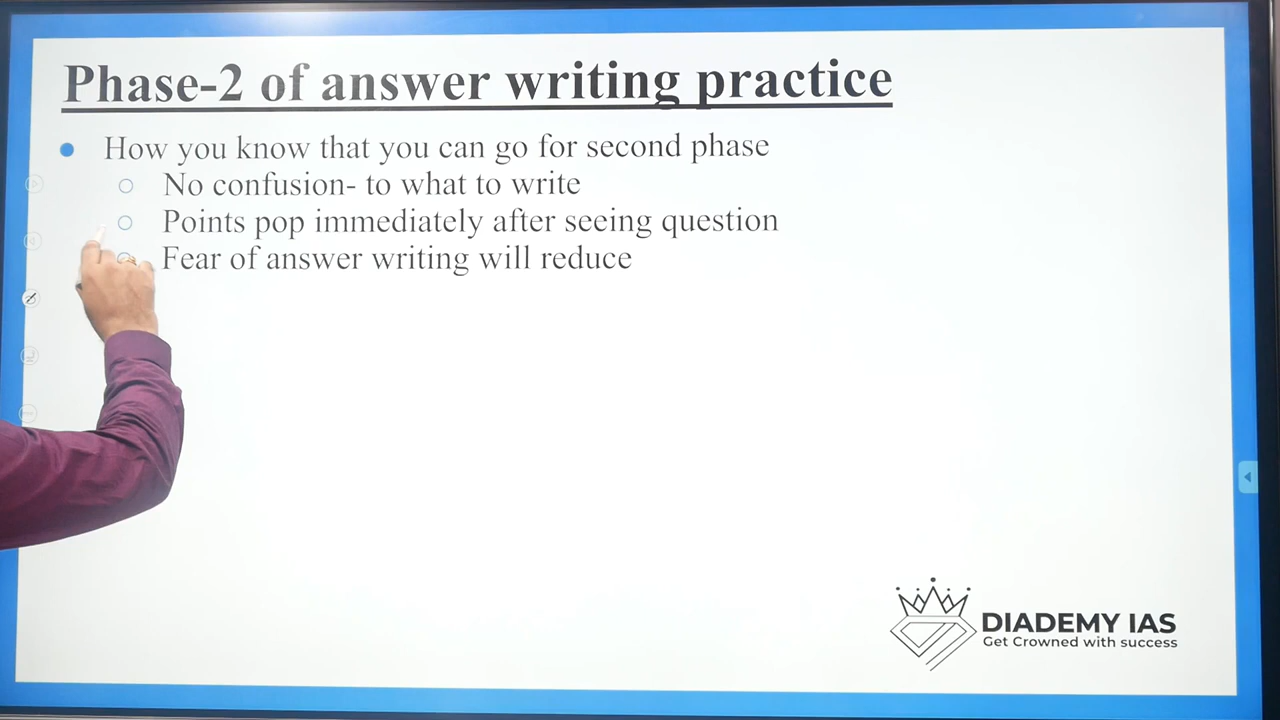 Phase-2 of answer writing practice
How you know that you can go for second phase
No confusion- to what to write
Points pop immediately after seeing question
Fear of answer writing will reduce
DIADEMY IAS
Get Crowned with success